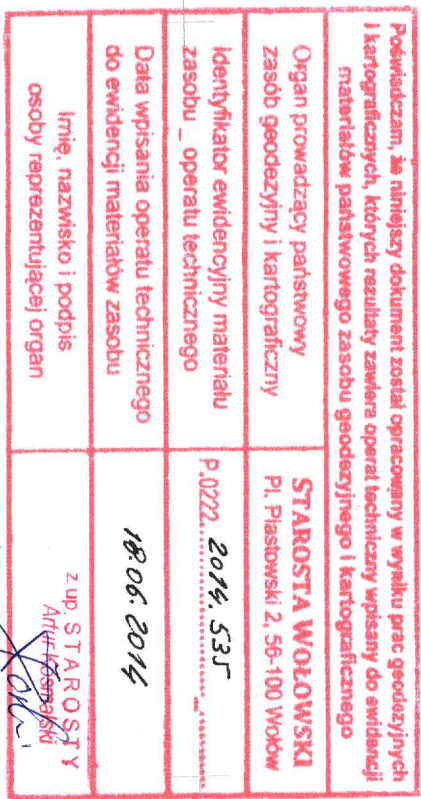 Poświadczam, że niniejszy dokument został opracowany w wyniku prac geodezyjnych
i kartograficznych, których rezultaty zawiera operat techniczny wpisany do ewidencji
materiałów państwowego zasobu geodezyjnego i kartograficznego
Organ prowadzący państwowy
zasób geodezyjny i kartograficzny
STAROSTA WOŁOWSKI
Pl. Piastowski 2, 56-100 Wołów
Identyfikator ewidencyjny materiału
zasobu _ operatu technicznego
P.0222. 2014.535
Data wpisania operatu technicznego
do ewidencji materiałów zasobu
18.06.2014
Imię, nazwisko i podpis
osoby reprezentującej organ
z up. STAROSTY
Artur